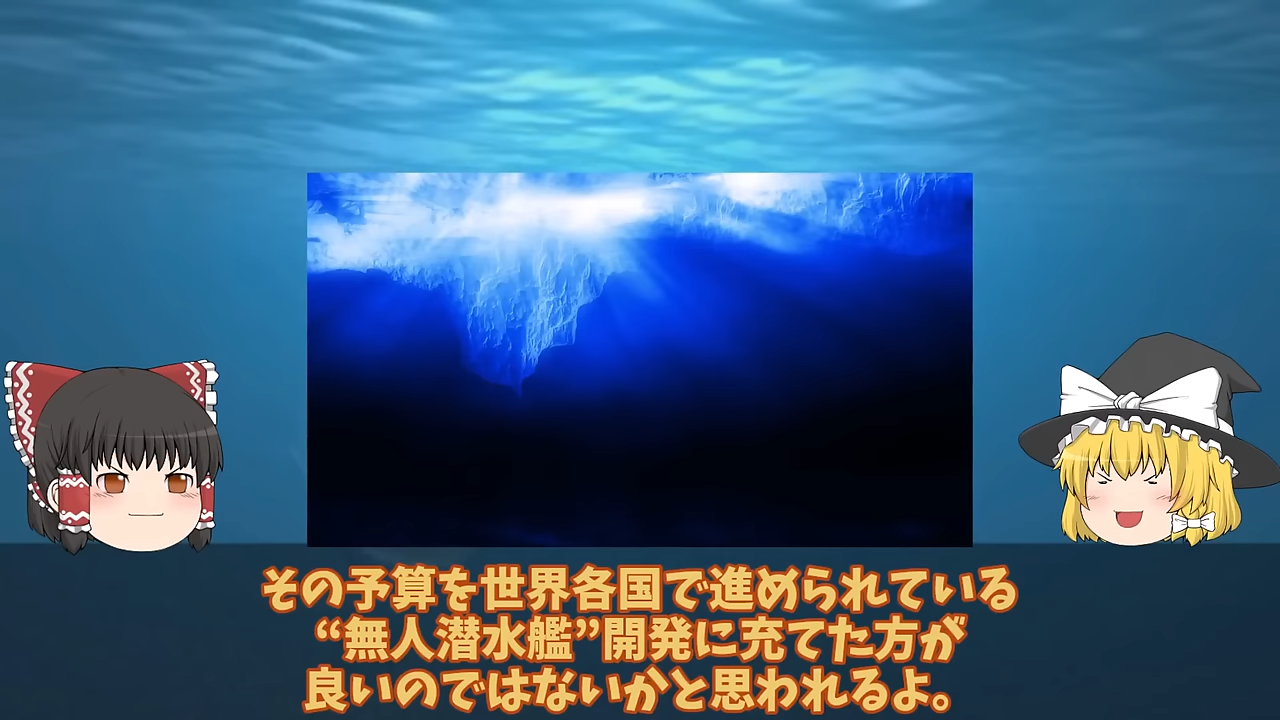 その予算を世界各国で進められている
“無人潜水艦”開発に充てた方が
良いのではないかと思われるよ。